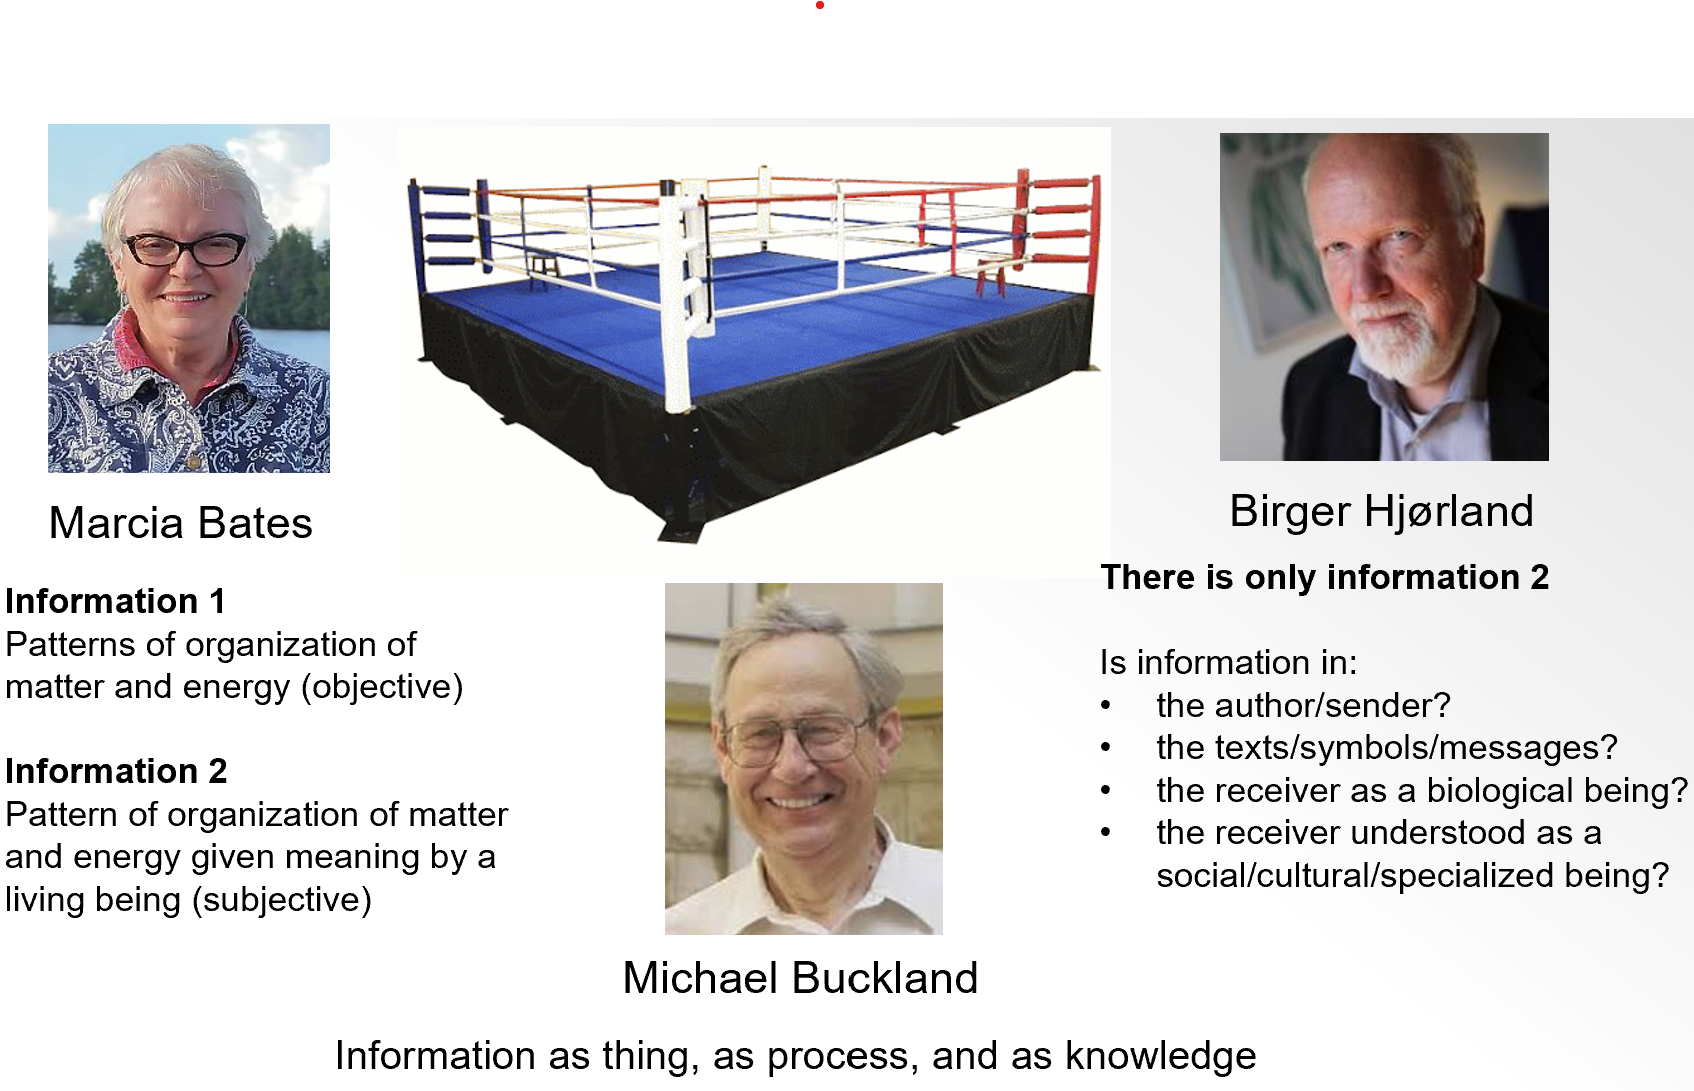 Marcia Bates
Information 1
Patterns of organization of
matter and energy (objective)
Information 2
Pattern of organization of matter
and energy given meaning by a
living being (subjective)
Michael Buckland
Information as thing, as process, and as knowledge
Birger Hjørland
There is only information 2
Is information in:
• the author/sender?
• the texts/symbols/messages?
• the receiver as a biological being?
• the receiver understood as a
social/cultural/specialized being?